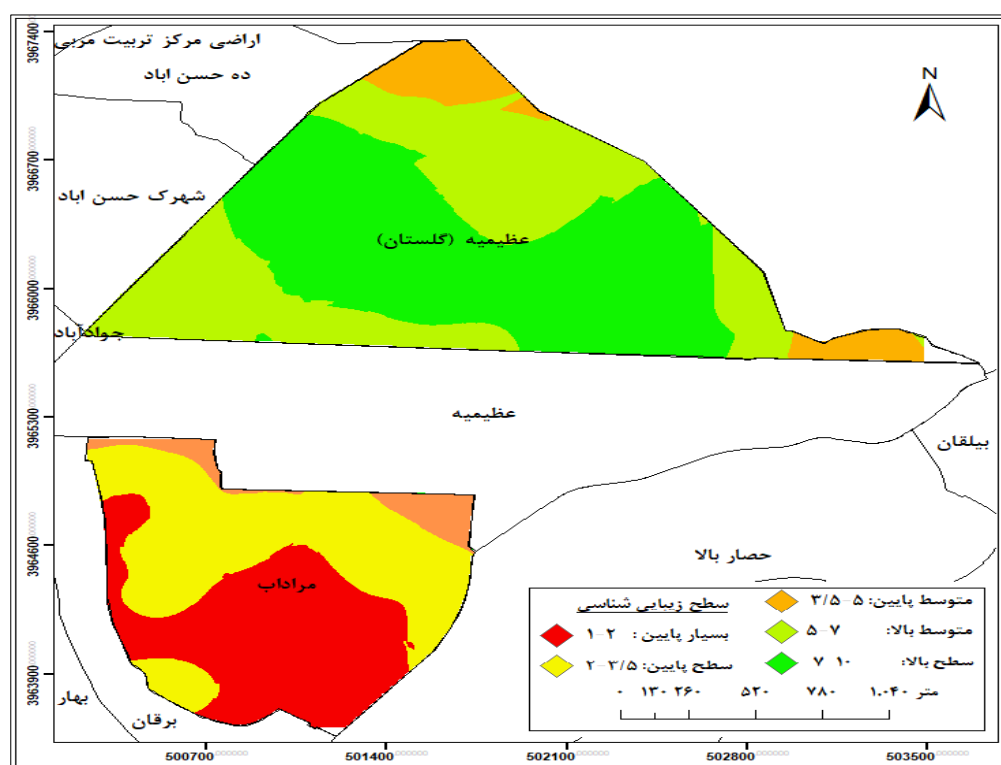 اراضی مرکز تربیت مربی
ده حسن اباد
N
شهرک حسن اباد
عظیمیه (گلستان)
جوادآباد
عظیمیه
بیلقان
حصار بالا
مراداب
بهار
برقان
سطح زیبایی شناسی
بسیار پایین : ۱-۲
سطح پایین: ۲-۳/۵
متوسط پایین: ۳/۵-۵
متوسط بالا: ۵-۷
سطح بالا: ۷ ۱۰
۰ ۱۳۰ ۲۶۰ ۵۲۰ ۷۸۰ ۱.۰۴۰ متر
3967400
3966700
3966000
3965300
3964600
3963900
500700 501400 502100 502800 503500